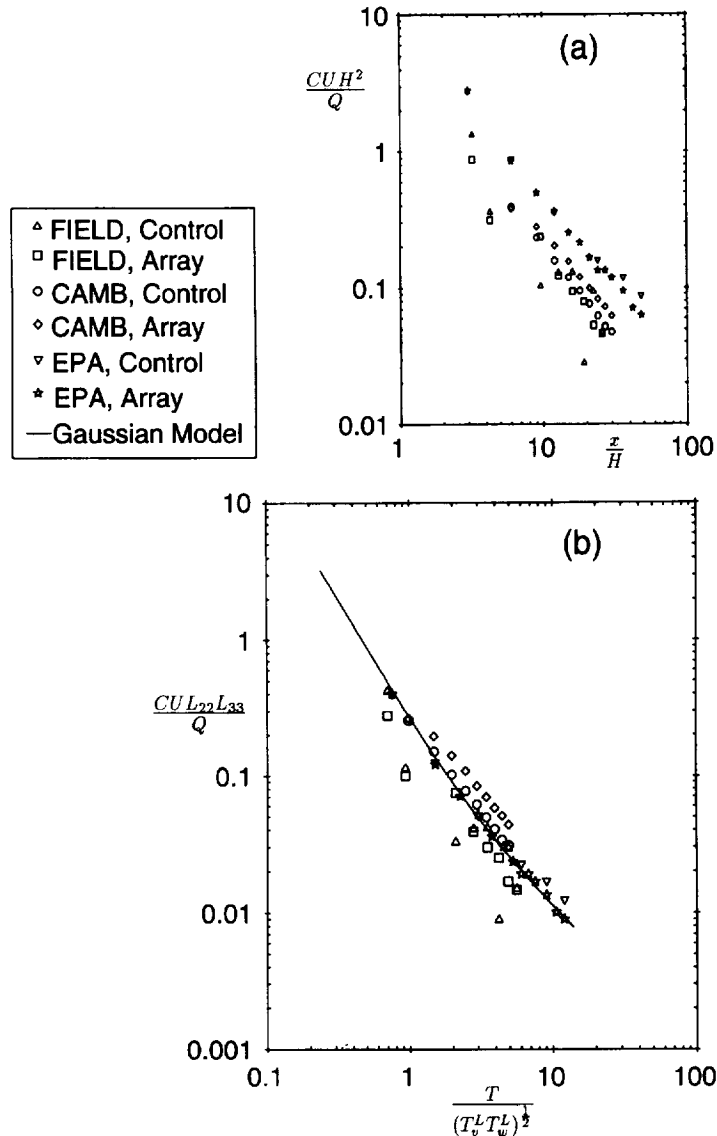 10
(a)
CUH²
Q
1
0.1
0.01
1
10
100
x
H
△ FIELD, Control
□ FIELD, Array
○ CAMB, Control
◇ CAMB, Array
▽ EPA, Control
☆ EPA, Array
— Gaussian Model
10
(b)
1
CUL₂₂L₃₃
Q
0.1
0.01
0.001
0.1
1
10
100
T
(TᵥᴸT_wᴸ)^½